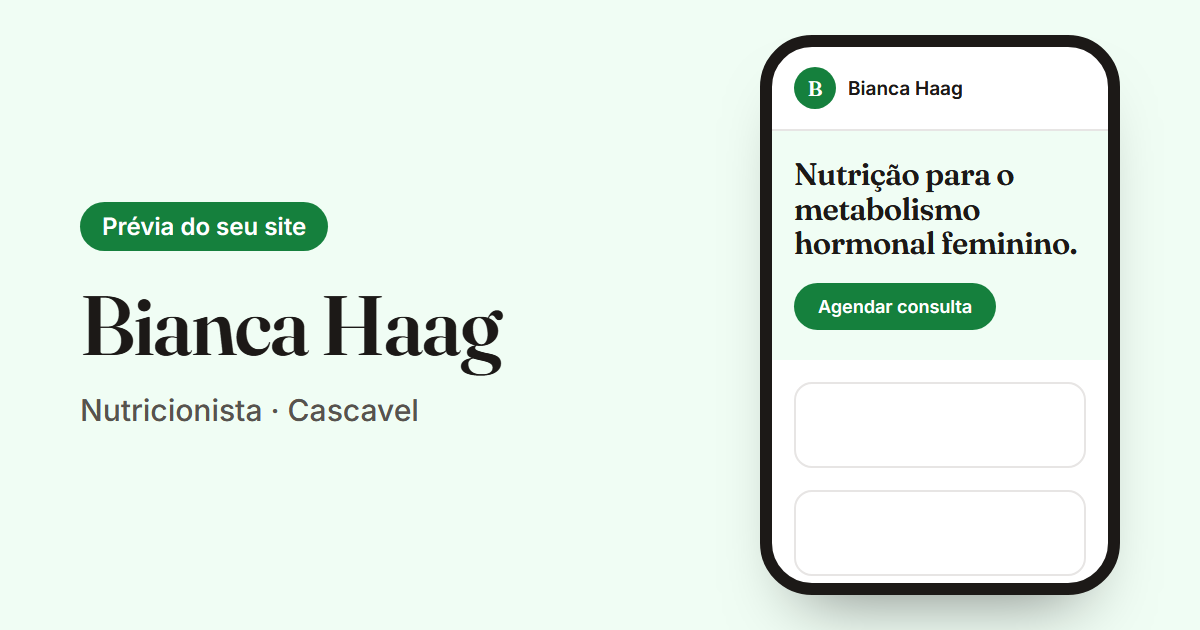 Prévia do seu site
Bianca Haag
Nutricionista · Cascavel
B
Bianca Haag
Nutrição para o
metabolismo
hormonal feminino.
Agendar consulta